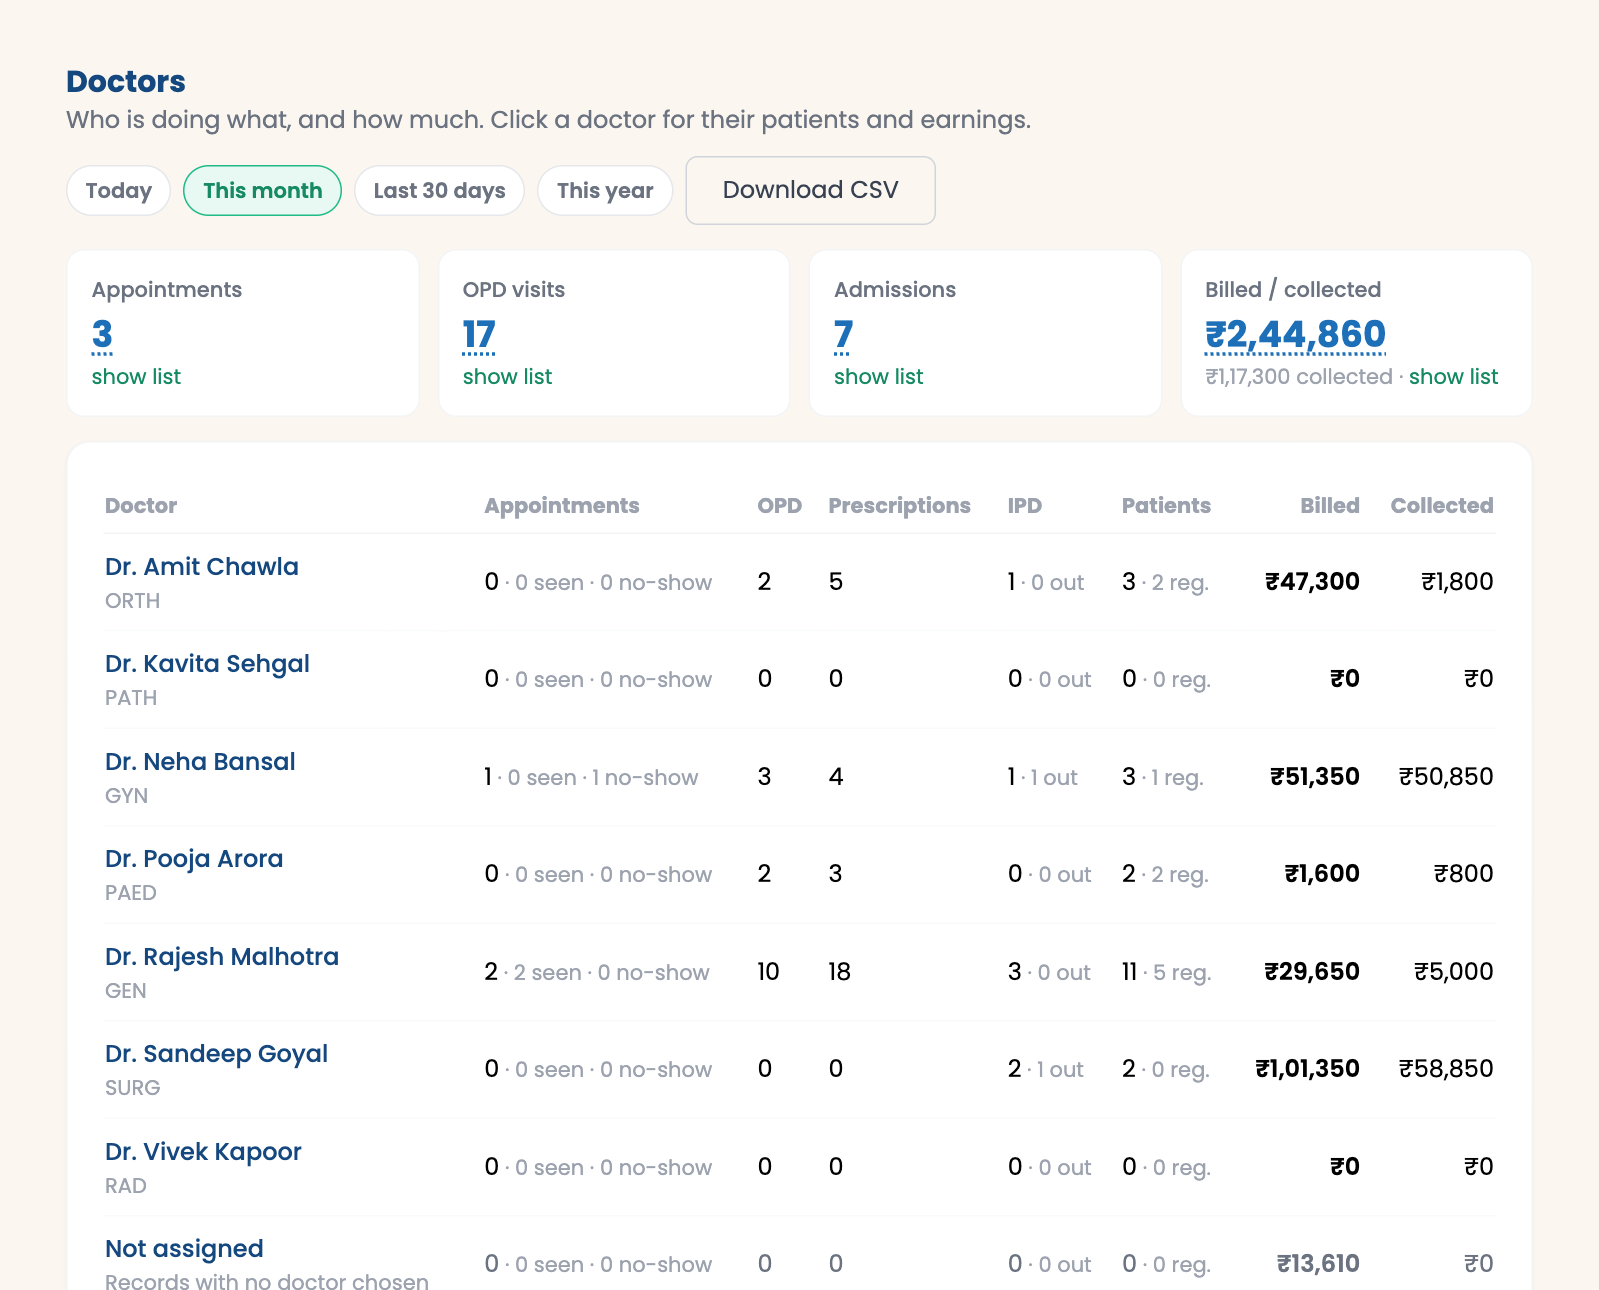 Doctors
Who is doing what, and how much. Click a doctor for their patients and earnings.
Today This month Last 30 days This year Download CSV
Appointments OPD visits Admissions Billed / collected
3 17 7 ₹2,44,860
show list show list show list ₹1,17,300 collected · show list
Doctor Appointments OPD Prescriptions IPD Patients Billed Collected
Dr. Amit Chawla
ORTH
0 · 0 seen · 0 no-show 2 5 1 · 0 out 3 · 2 reg. ₹47,300 ₹1,800
Dr. Kavita Sehgal
PATH
0 · 0 seen · 0 no-show 0 0 0 · 0 out 0 · 0 reg. ₹0 ₹0
Dr. Neha Bansal
GYN
1 · 0 seen · 1 no-show 3 4 1 · 1 out 3 · 1 reg. ₹51,350 ₹50,850
Dr. Pooja Arora
PAED
0 · 0 seen · 0 no-show 2 3 0 · 0 out 2 · 2 reg. ₹1,600 ₹800
Dr. Rajesh Malhotra
GEN
2 · 2 seen · 0 no-show 10 18 3 · 0 out 11 · 5 reg. ₹29,650 ₹5,000
Dr. Sandeep Goyal
SURG
0 · 0 seen · 0 no-show 0 0 2 · 1 out 2 · 0 reg. ₹1,01,350 ₹58,850
Dr. Vivek Kapoor
RAD
0 · 0 seen · 0 no-show 0 0 0 · 0 out 0 · 0 reg. ₹0 ₹0
Not assigned
Records with no doctor chosen
0 · 0 seen · 0 no-show 0 0 0 · 0 out 0 · 0 reg. ₹13,610 ₹0